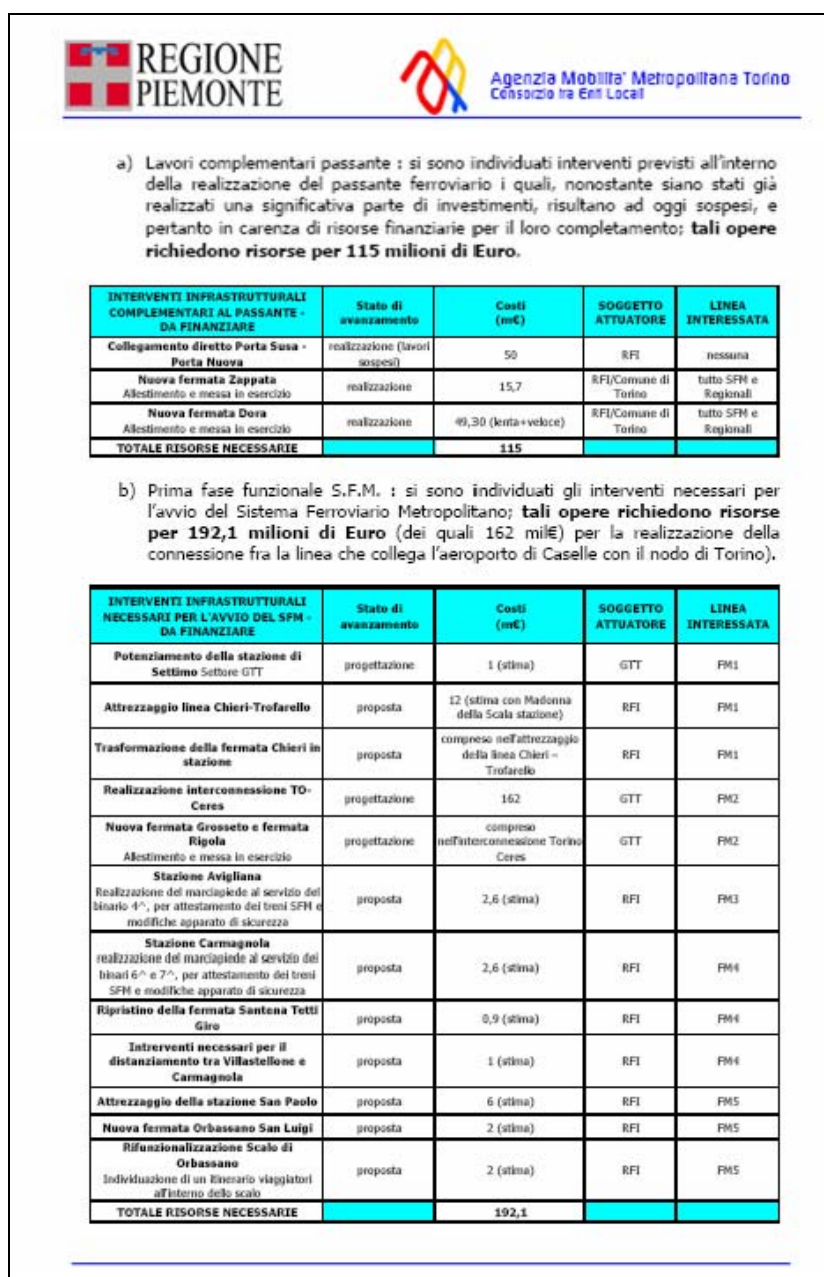 REGIONE
PIEMONTE
Agenzia Mobilita' Metropolitana Torino
Consorzio tra Enti Locali
a) Lavori complementari passante : si sono individuati interventi previsti all'interno
della realizzazione del passante ferroviario i quali, nonostante siano stati già
realizzati una significativa parte di investimenti, risultano ad oggi sospesi, e
pertanto in carenza di risorse finanziarie per il loro completamento; tali opere
richiedono risorse per 115 milioni di Euro.
INTERVENTI INFRASTRUTTURALI COMPLEMENTARI AL PASSANTE - DA FINANZIARE Stato di avanzamento Costi (m€) SOGGETTO ATTUATORE LINEA INTERESSATA
Collegamento diretto Porta Susa - Porta Nuova realizzazione (lavori sospesi) 50 RFI nessuna
Nuova fermata Zappata Allestimento e messa in esercizio realizzazione 15,7 RFI/Comune di Torino tutto SFM e Regionali
Nuova fermata Dora Allestimento e messa in esercizio realizzazione 49,30 (lenta+veloce) RFI/Comune di Torino tutto SFM e Regionali
TOTALE RISORSE NECESSARIE 115
b) Prima fase funzionale S.F.M. : si sono individuati gli interventi necessari per
l'avvio del Sistema Ferroviario Metropolitano; tali opere richiedono risorse
per 192,1 milioni di Euro (dei quali 162 mil€) per la realizzazione della
connessione fra la linea che collega l'aeroporto di Caselle con il nodo di Torino).
INTERVENTI INFRASTRUTTURALI NECESSARI PER L'AVVIO DEL SFM - DA FINANZIARE Stato di avanzamento Costi (m€) SOGGETTO ATTUATORE LINEA INTERESSATA
Potenziamento della stazione di Settimo Settore GTT progettazione 1 (stima) GTT FM1
Attrezzaggio linea Chieri-Trofarello proposta 12 (stima con Madonna della Scala stazione) RFI FM1
Trasformazione della fermata Chieri in stazione proposta compreso nell'attrezzaggio della linea Chieri – Trofarello RFI FM1
Realizzazione interconnessione TO-Ceres progettazione 162 GTT FM2
Nuova fermata Grosseto e fermata Rigola Allestimento e messa in esercizio progettazione compreso nell'interconnessione Torino Ceres GTT FM2
Stazione Avigliana Realizzazione del marciapiede al servizio del binario 4^, per attestamento dei treni SFM e modifiche apparato di sicurezza proposta 2,6 (stima) RFI FM3
Stazione Carmagnola realizzazione del marciapiede al servizio dei binari 6^ e 7^, per attestamento dei treni SFM e modifiche apparato di sicurezza proposta 2,6 (stima) RFI FM4
Ripristino della fermata Santena Tetti Giro proposta 0,9 (stima) RFI FM4
Intrerventi necessari per il distanziamento tra Villastellone e Carmagnola proposta 1 (stima) RFI FM4
Attrezzaggio della stazione San Paolo proposta 6 (stima) RFI FM5
Nuova fermata Orbassano San Luigi proposta 2 (stima) RFI FM5
Rifunzionalizzazione Scalo di Orbassano Individuazione di un itinerario viaggiatori all'interno dello scalo proposta 2 (stima) RFI FM5
TOTALE RISORSE NECESSARIE 192,1